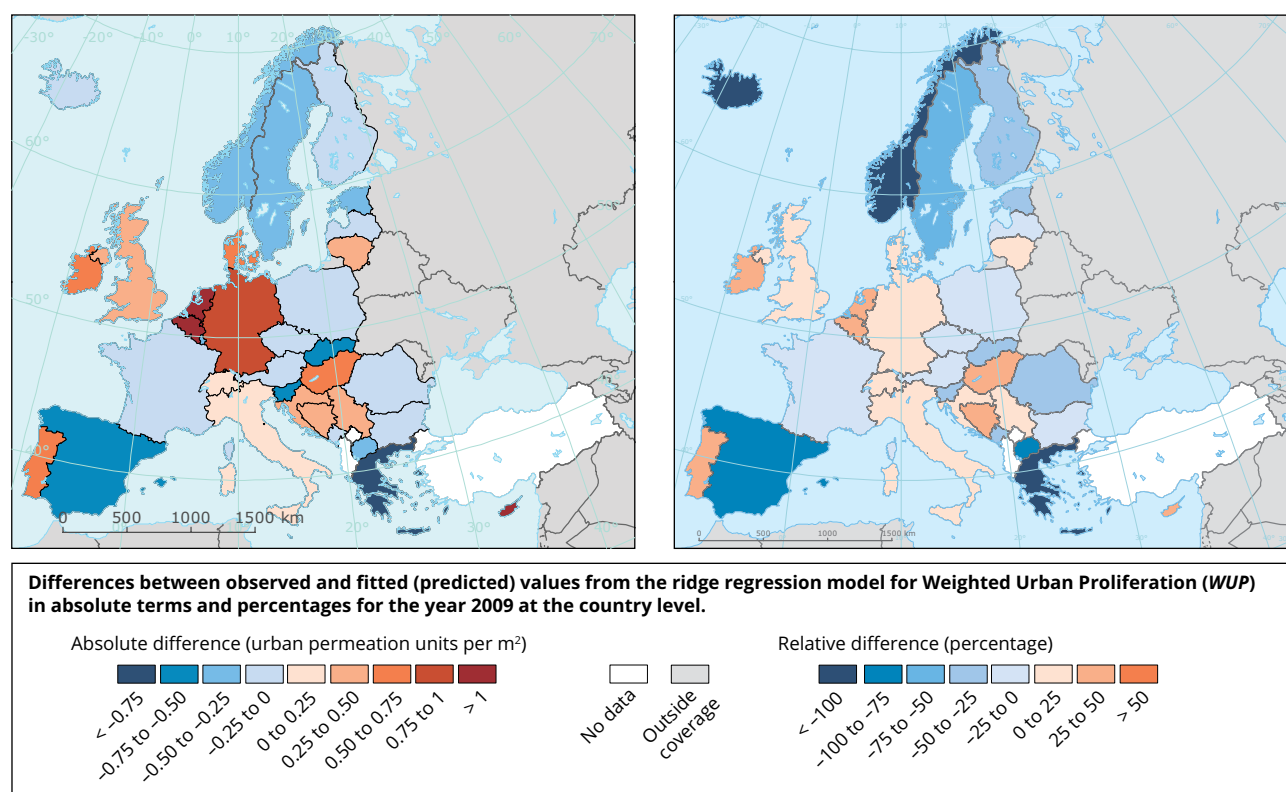 -30° -20° -10° 0° 10° 20° 30° 60° 70°
60°
50°
0 500 1000 1500 km
20° 30°
0 500 1000 1500 km
Differences between observed and fitted (predicted) values from the ridge regression model for Weighted Urban Proliferation (WUP)
in absolute terms and percentages for the year 2009 at the country level.
Absolute difference (urban permeation units per m²)
< –0.75
–0.75 to –0.50
–0.50 to –0.25
–0.25 to 0
0 to 0.25
0.25 to 0.50
0.50 to 0.75
0.75 to 1
> 1
No data
Outside
coverage
Relative difference (percentage)
< –100
–100 to –75
–75 to –50
–50 to –25
–25 to 0
0 to 25
25 to 50
> 50